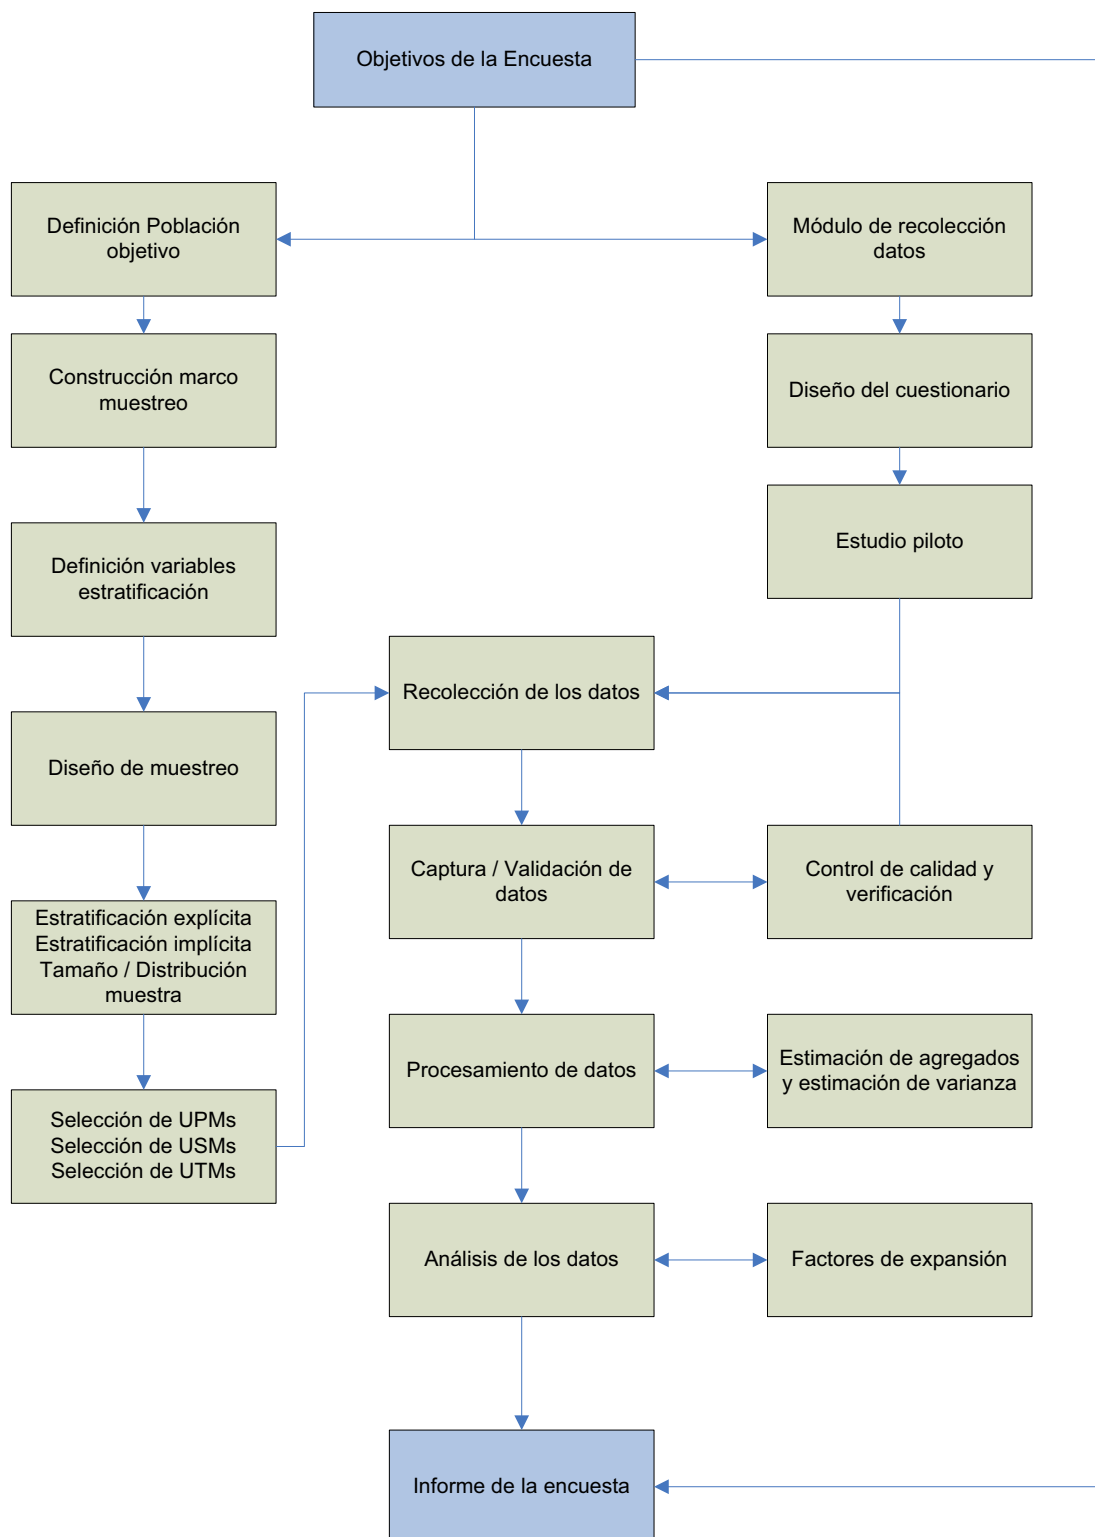 Objetivos de la Encuesta
Definición Población
objetivo
Módulo de recolección
datos
Construcción marco
muestreo
Diseño del cuestionario
Definición variables
estratificación
Estudio piloto
Recolección de los datos
Diseño de muestreo
Captura / Validación de
datos
Control de calidad y
verificación
Estratificación explícita
Estratificación implícita
Tamaño / Distribución
muestra
Procesamiento de datos
Estimación de agregados
y estimación de varianza
Selección de UPMs
Selección de USMs
Selección de UTMs
Análisis de los datos
Factores de expansión
Informe de la encuesta